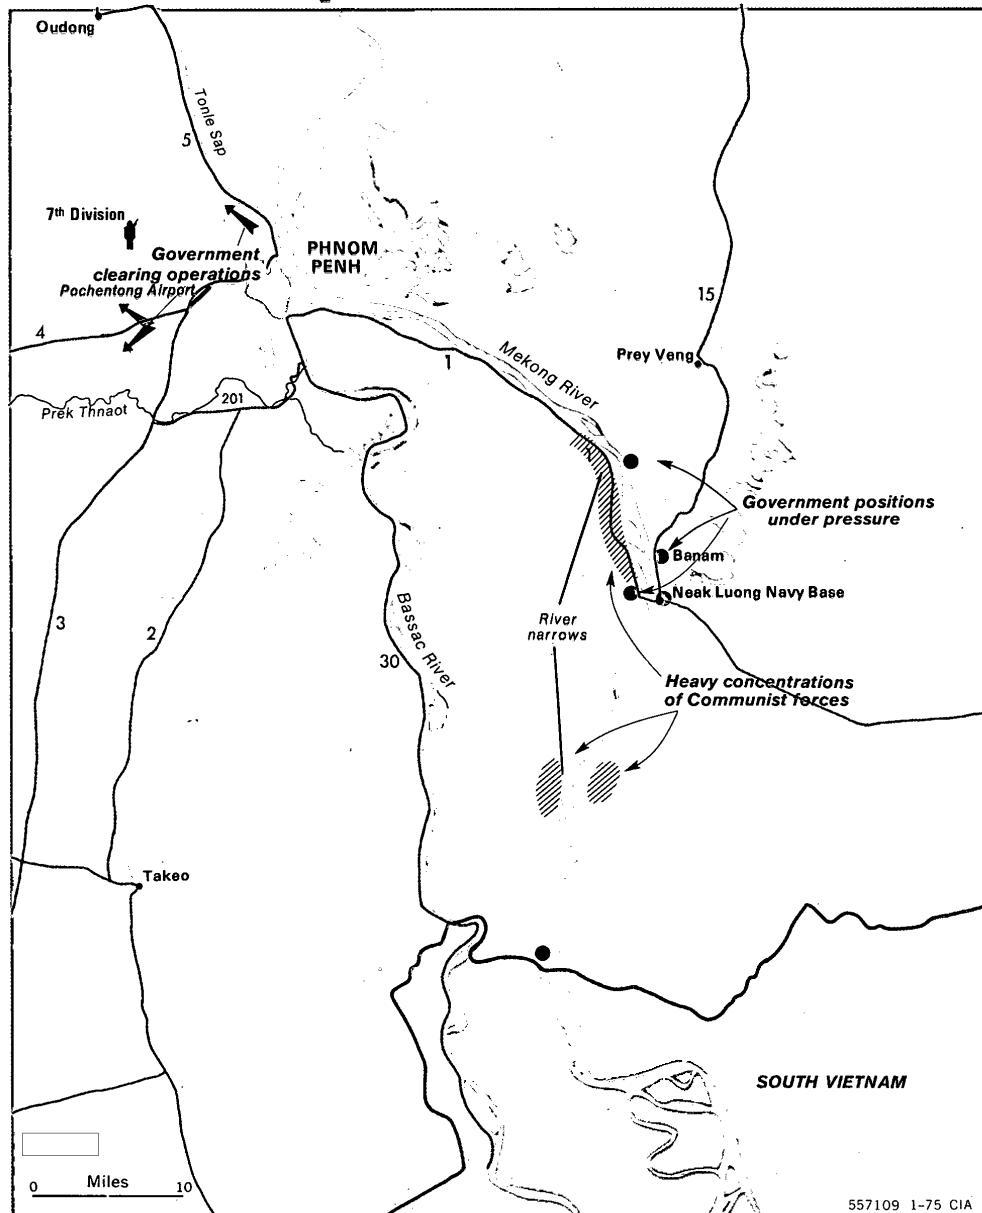 Oudong
Tonle Sap
5
7th Division
Government
clearing operations
Pochentong Airport
PHNOM
PENH
15
4
1
Mekong River
Prey Veng
201
Prek Thnaot
Government positions
under pressure
Banam
Neak Luong Navy Base
3
2
Bassac River
30
River
narrows
Heavy concentrations
of Communist forces
Takeo
SOUTH VIETNAM
0 Miles 10
557109 1-75 CIA